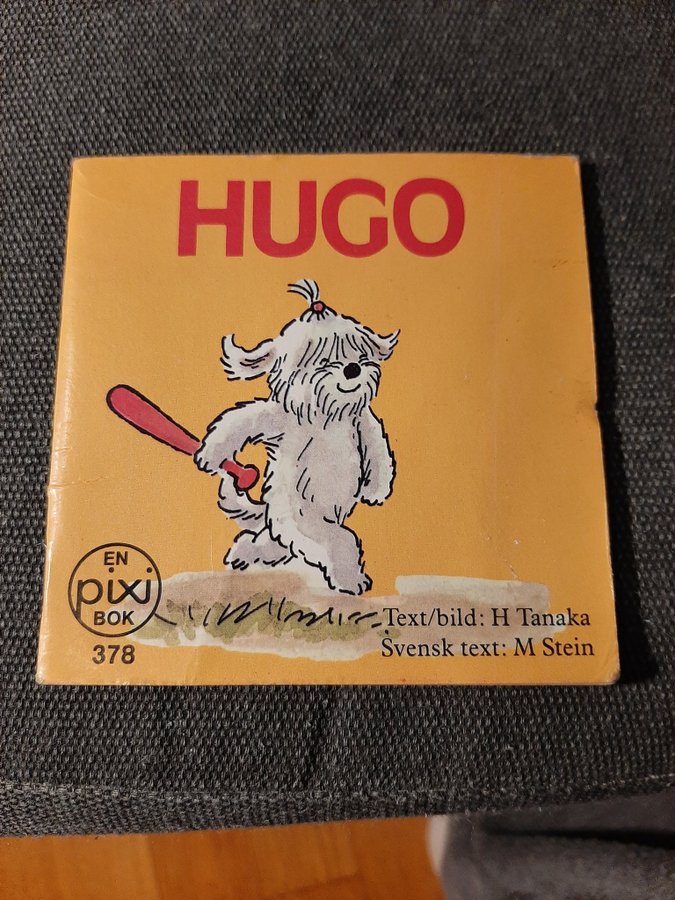 HUGO
EN
pixi
BOK
378
Text/bild: H Tanaka
Svensk text: M Stein